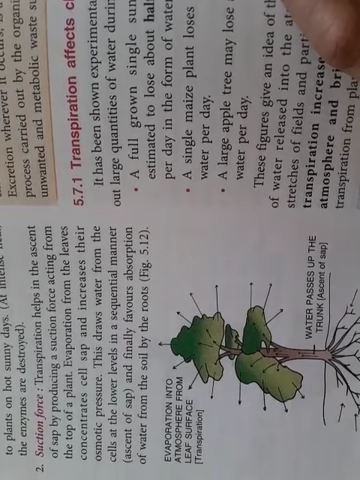 to plants on hot sunny days. (At intense
the enzymes are destroyed).
2. Suction force : Transpiration helps in the ascent
of sap by producing a suction force acting from
the top of a plant. Evaporation from the leaves
concentrates cell sap and increases their
osmotic pressure. This draws water from the
cells at the lower levels in a sequential manner
(ascent of sap) and finally favours absorption
of water from the soil by the roots (Fig. 5.12).
EVAPORATION INTO
ATMOSPHERE FROM
LEAF SURFACE
[Transpiration]
WATER PASSES UP THE
TRUNK [Ascent of sap]
Excretion wherever it occurs, is
process carried out by the organi
unwanted and metabolic waste su
5.7.1 Transpiration affects cl
It has been shown experimenta
out large quantities of water durin
• A full grown single sun
estimated to lose about half
per day in the form of water
• A single maize plant loses
water per day.
• A large apple tree may lose
water per day.
These figures give an idea of th
of water released into the at
stretches of fields and
transpiration increase
atmosphere and bri
transpiration from plan